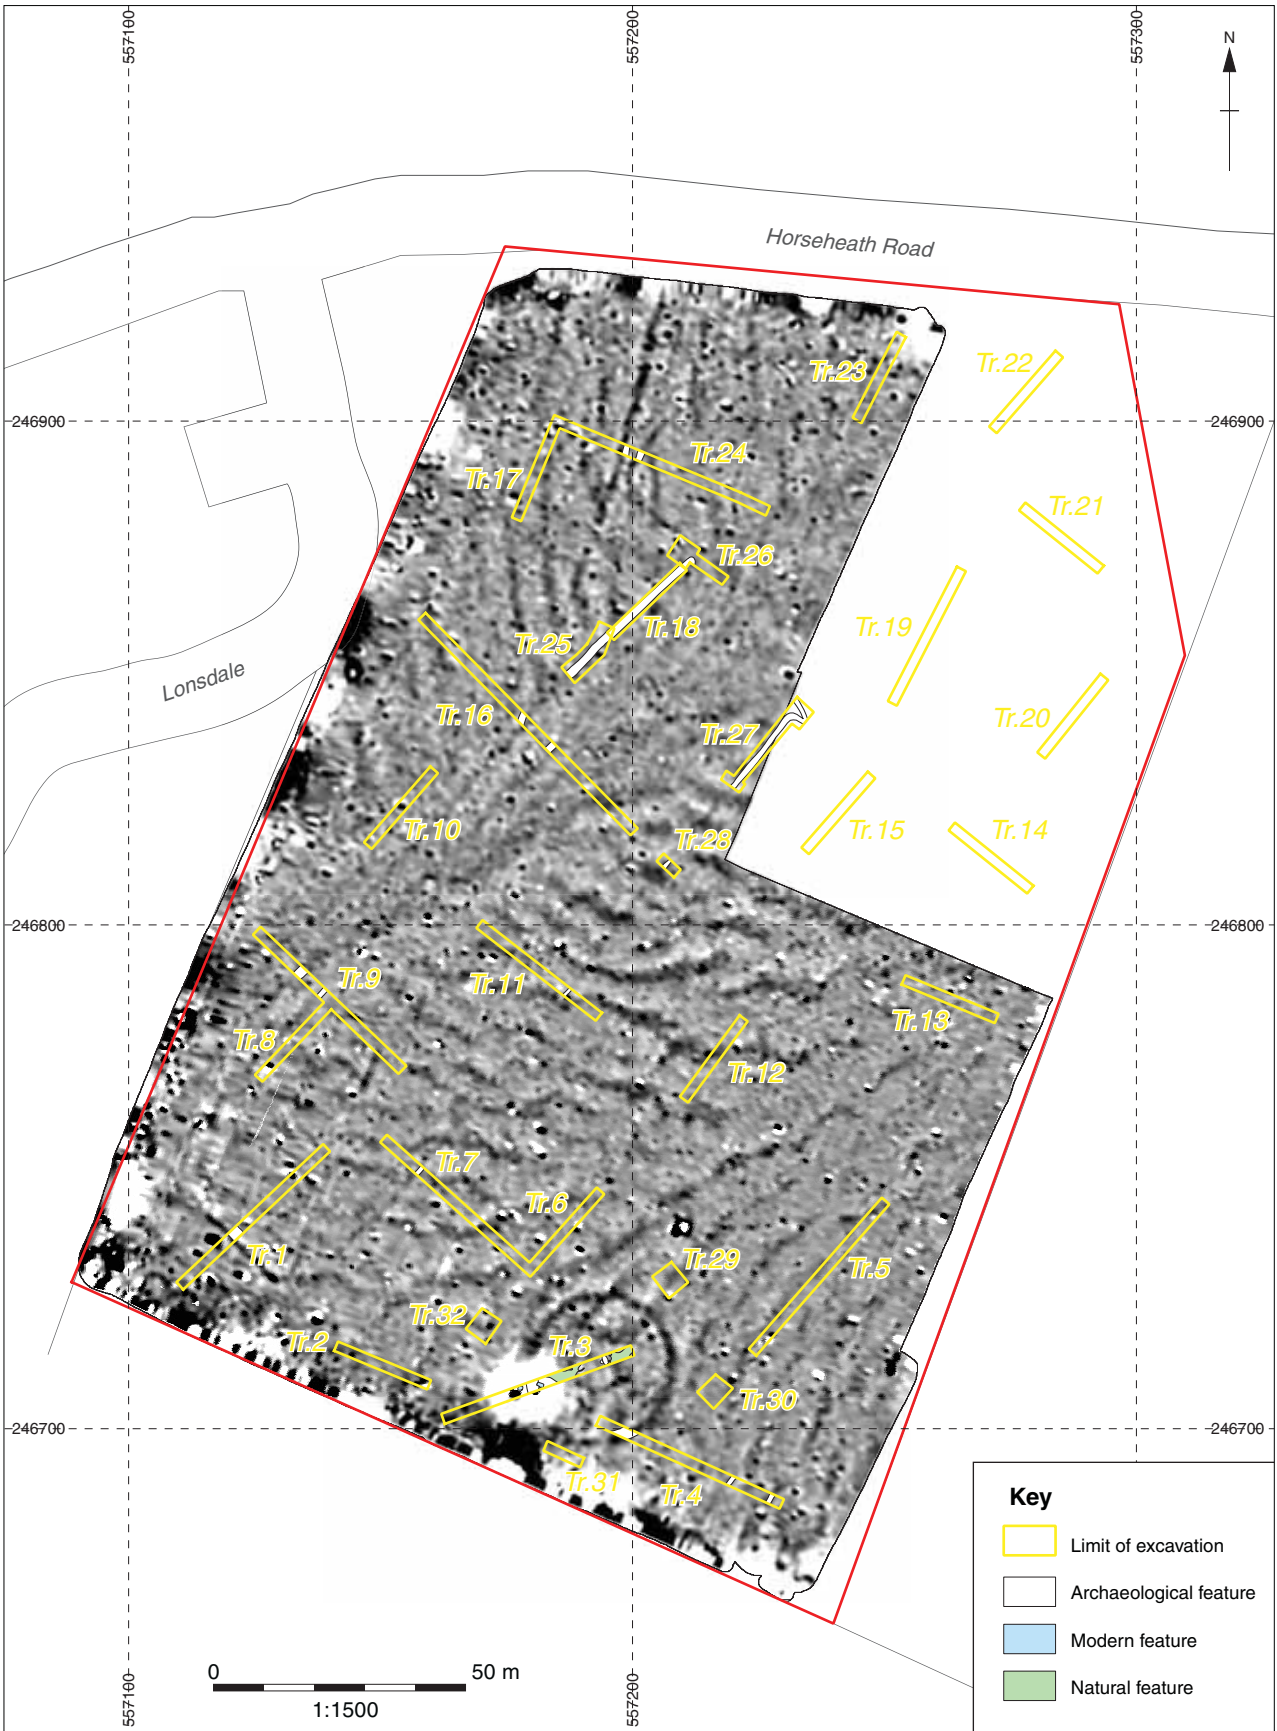 557100
557200
557300
N
Horseheath Road
Tr.22
Tr.23
246900
246900
Tr.24
Tr.17
Tr.21
Tr.26
Tr.19
Tr.18
Tr.25
Lonsdale
Tr.16
Tr.20
Tr.27
Tr.10
Tr.15
Tr.14
Tr.28
246800
246800
Tr.9
Tr.11
Tr.13
Tr.8
Tr.12
Tr.7
Tr.6
Tr.1
Tr.29
Tr.5
Tr.32
Tr.2
Tr.3
Tr.30
246700
246700
Tr.31
Tr.4
Key
Limit of excavation
Archaeological feature
Modern feature
Natural feature
0
50 m
1:1500
557100
557200